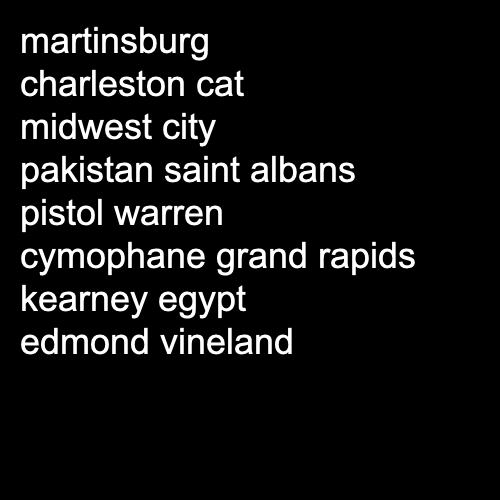 martinsburg
charleston cat
midwest city
pakistan saint albans
pistol warren
cymophane grand rapids
kearney egypt
edmond vineland